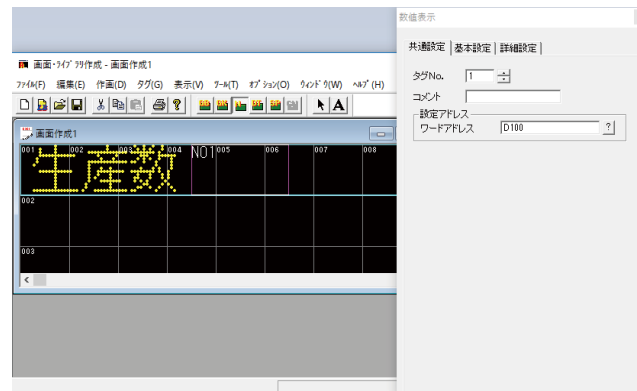 数値表示
共通設定 基本設定 詳細設定
タグNo. 1
コメント
設定アドレス
ワードアドレス D100 ?
画面・ライブラリ作成 - 画面作成1
ファイル(F) 編集(E) 作画(D) タグ(G) 表示(V) ツール(T) オプション(O) ウィンドウ(W) ヘルプ(H)
画面作成1
001 002 003 004 NO1 005 006 007 008
生産数
002
003